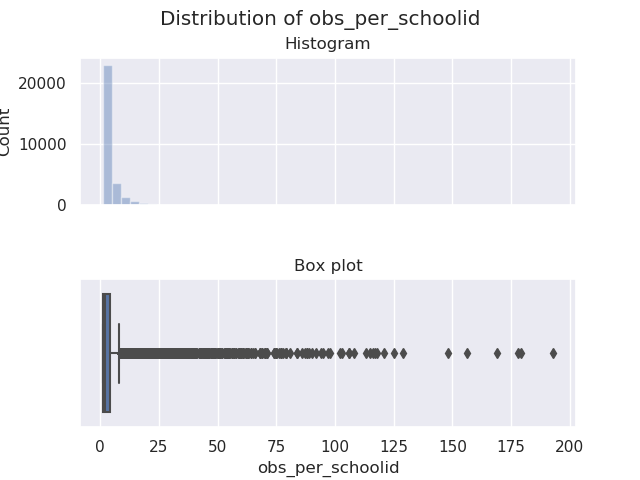 Distribution of obs_per_schoolid
Histogram
Count
20000
10000
0
Box plot
0 25 50 75 100 125 150 175 200
obs_per_schoolid